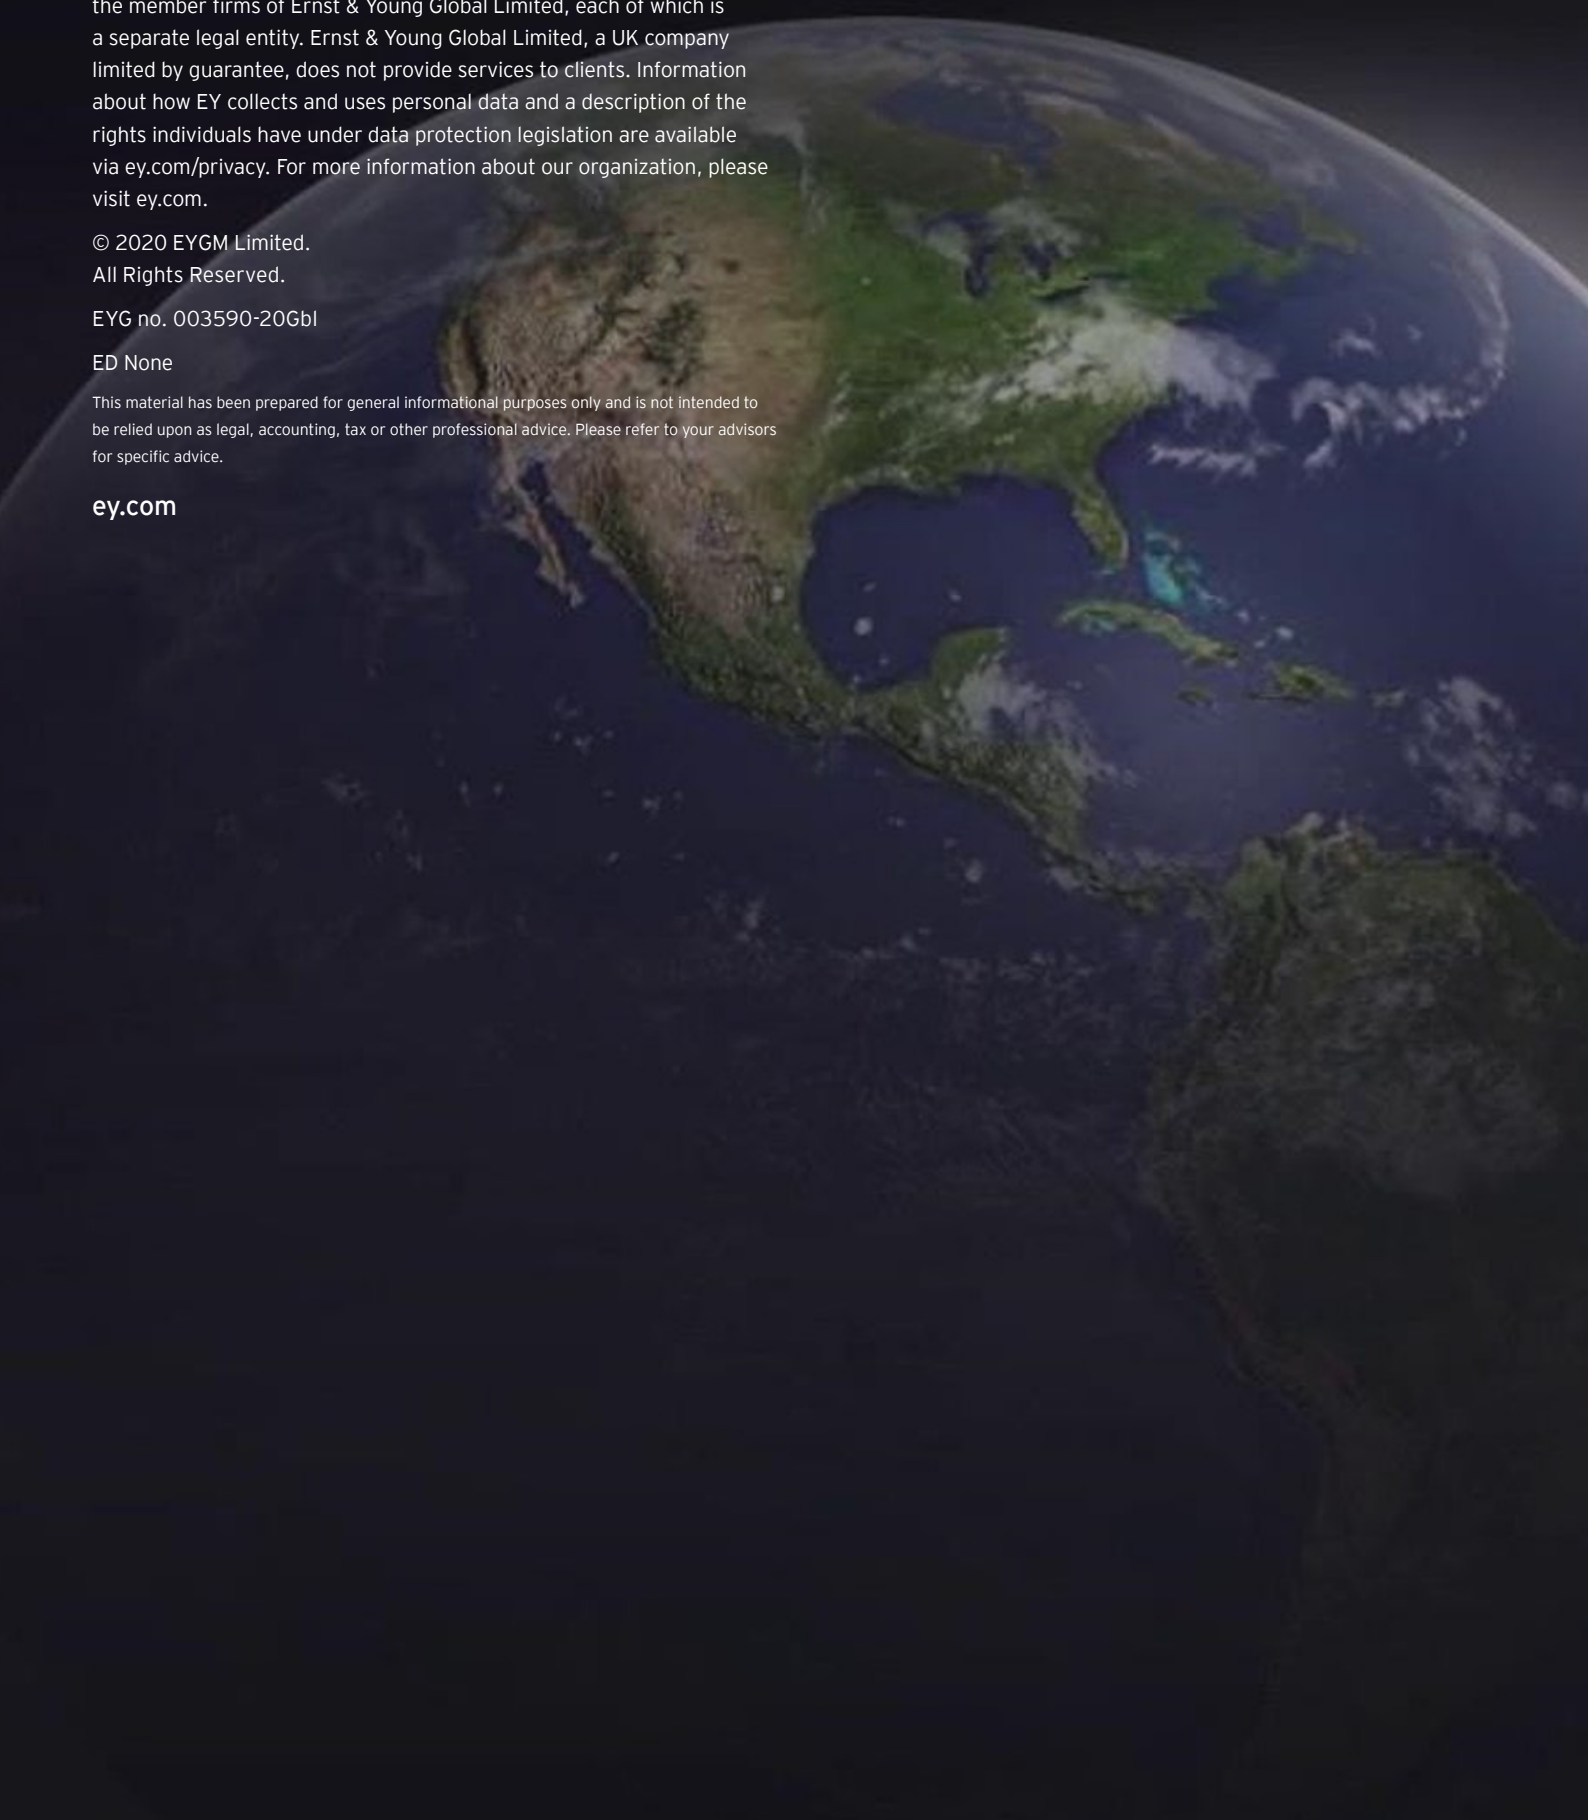 the member firms of Ernst & Young Global Limited, each of which is
a separate legal entity. Ernst & Young Global Limited, a UK company
limited by guarantee, does not provide services to clients. Information
about how EY collects and uses personal data and a description of the
rights individuals have under data protection legislation are available
via ey.com/privacy. For more information about our organization, please
visit ey.com.
© 2020 EYGM Limited.
All Rights Reserved.
EYG no. 003590-20Gbl
ED None
This material has been prepared for general informational purposes only and is not intended to
be relied upon as legal, accounting, tax or other professional advice. Please refer to your advisors
for specific advice.
ey.com